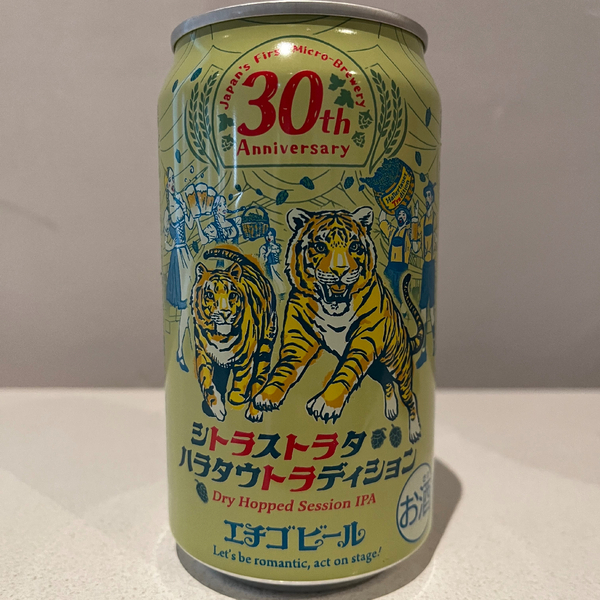 Japan's First Micro-Brewery
30th
Anniversary
シトラストラタ
ハラタウトラディション
Dry Hopped Session IPA
お酒
エチゴビール
Let's be romantic, act on stage!